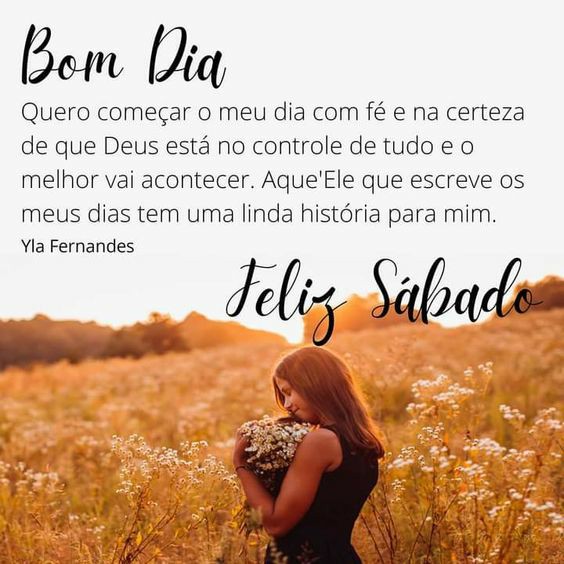 Bom Dia
Quero começar o meu dia com fé e na certeza
de que Deus está no controle de tudo e o
melhor vai acontecer. Aque'Ele que escreve os
meus dias tem uma linda história para mim.
Yla Fernandes
Feliz Sábado